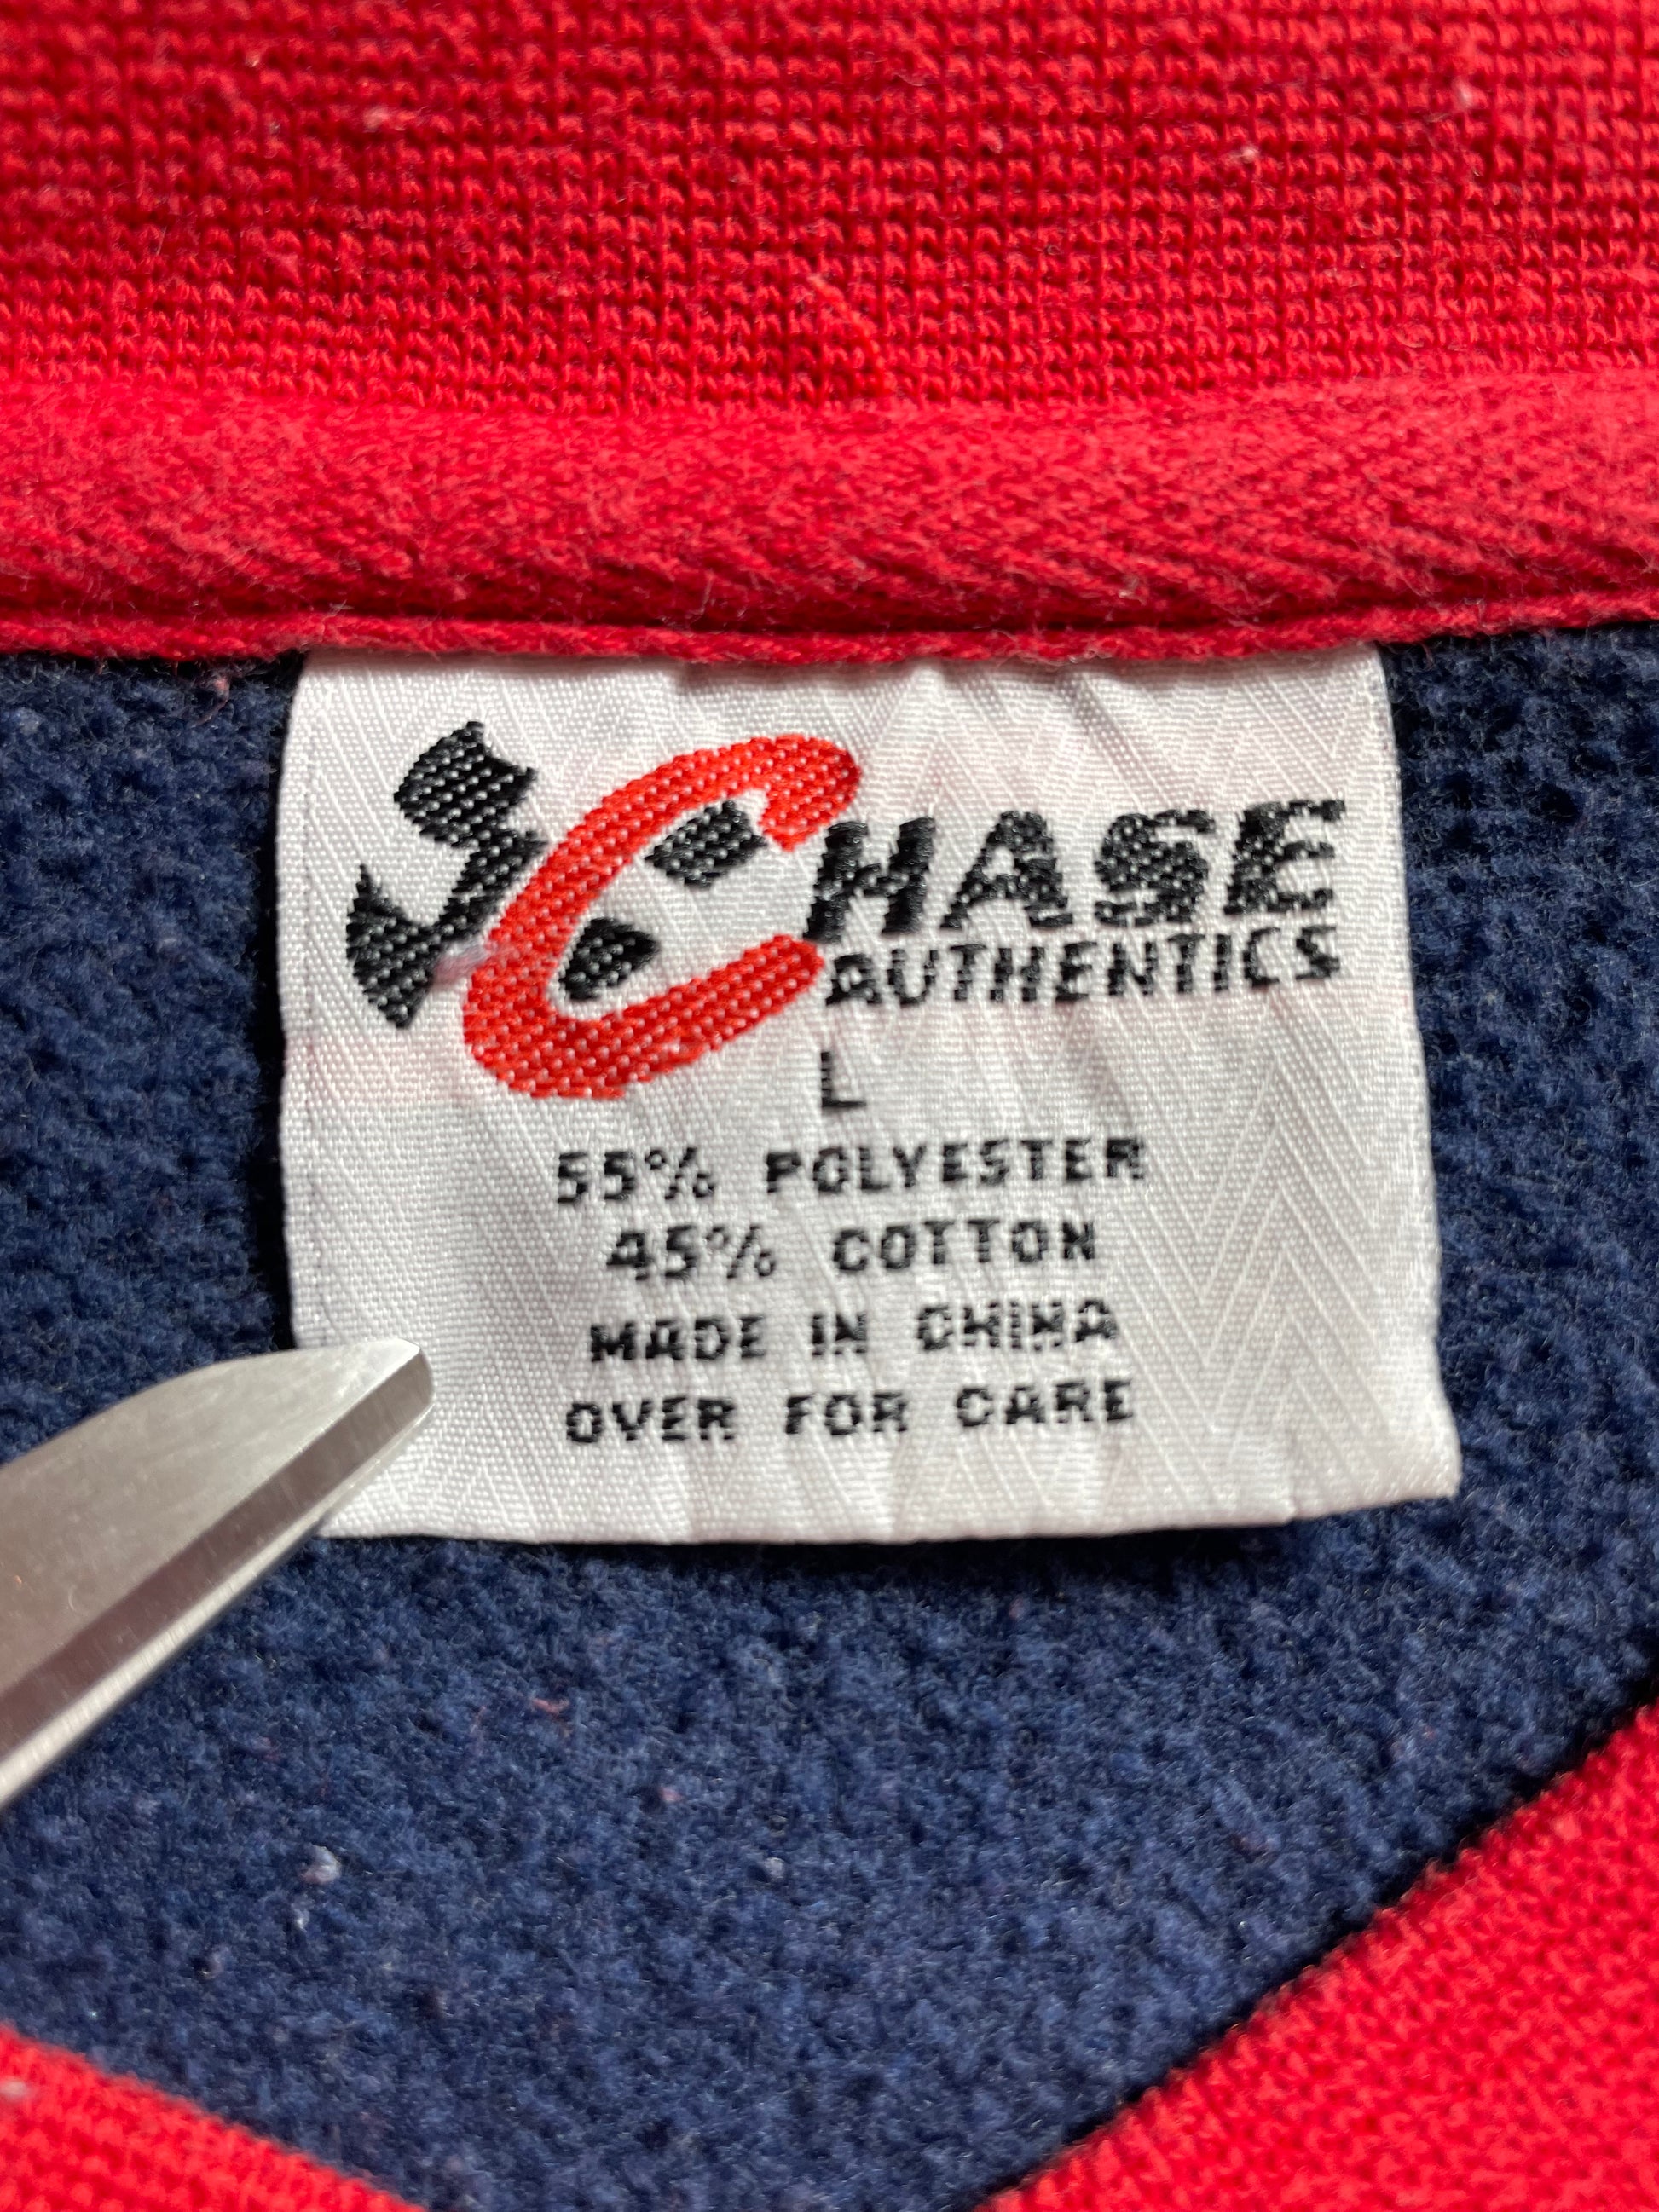 CHASE
AUTHENTICS
L
55% POLYESTER
45% COTTON
MADE IN CHINA
OVER FOR CARE